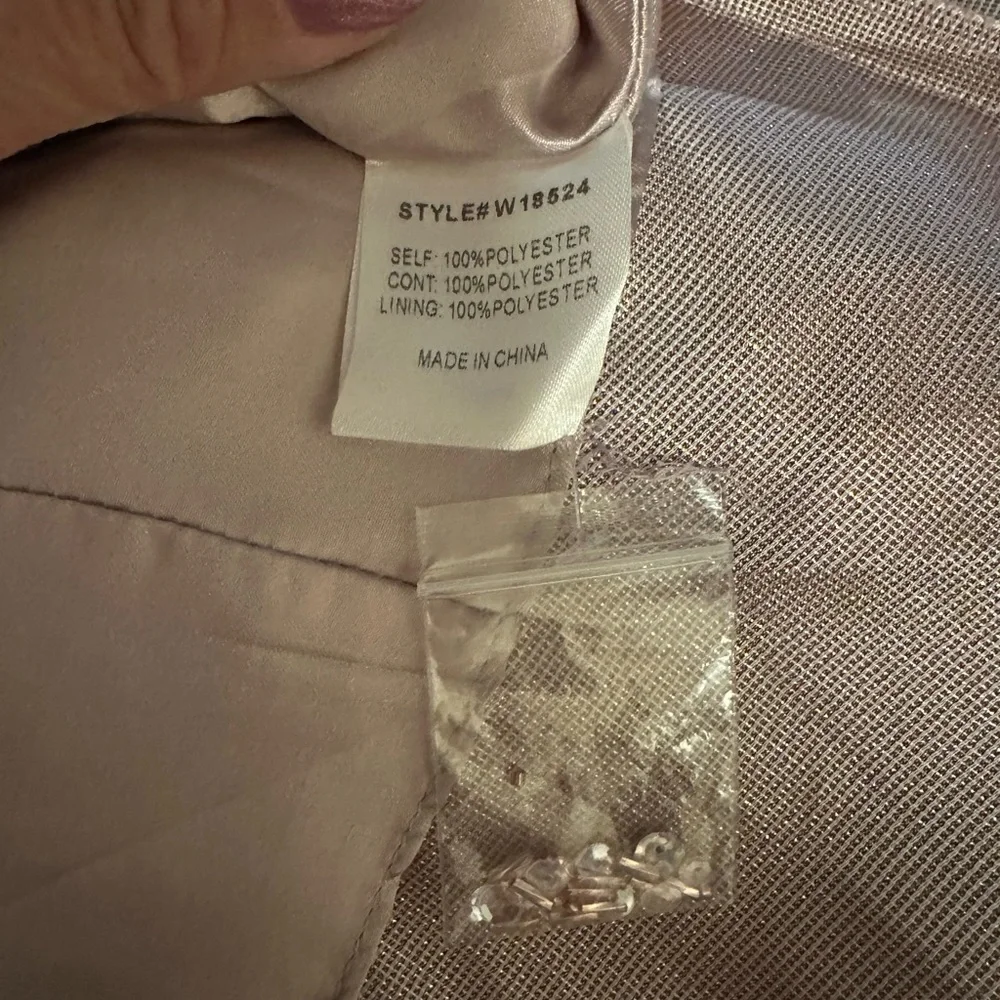 STYLE#W18524
SELF: 100%POLYESTER
CONT: 100%POLYESTER
LINING: 100%POLYESTER
MADE IN CHINA